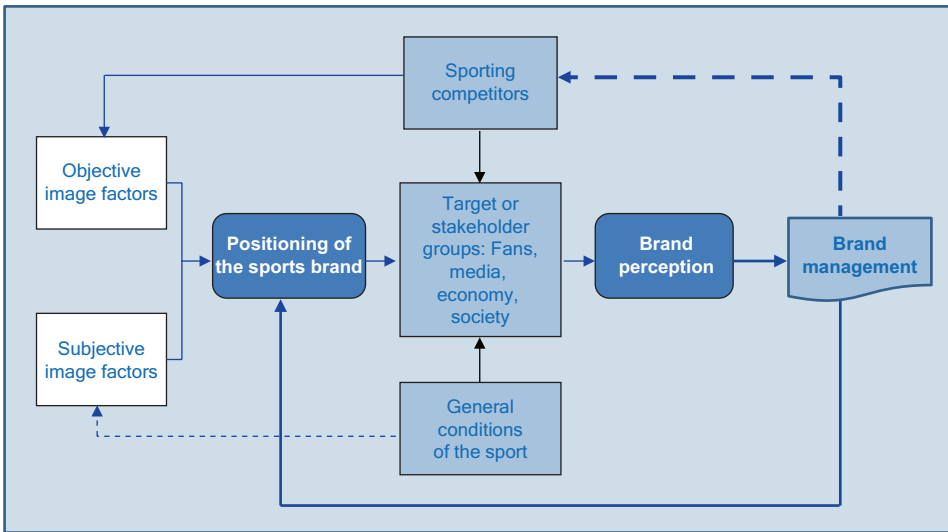 Sporting
competitors
Objective
image factors
Positioning of
the sports brand
Target or
stakeholder
groups: Fans,
media,
economy,
society
Brand
perception
Brand
management
Subjective
image factors
General
conditions
of the sport